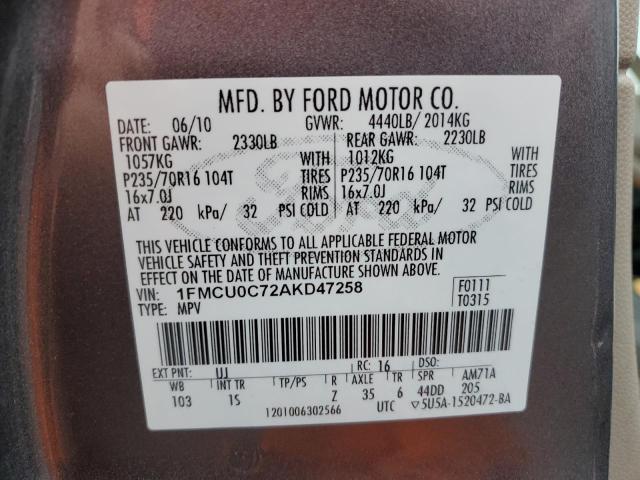 MFD. BY FORD MOTOR CO.
DATE: 06/10 GVWR: 4440LB/ 2014KG
FRONT GAWR: 2330LB REAR GAWR: 2230LB
1057KG WITH 1012KG WITH
P235/70R16 104T TIRES P235/70R16 104T TIRES
16x7.0J RIMS 16x7.0J RIMS
AT 220 kPa/ 32 PSI COLD AT 220 kPa/ 32 PSI COLD
THIS VEHICLE CONFORMS TO ALL APPLICABLE FEDERAL MOTOR
VEHICLE SAFETY AND THEFT PREVENTION STANDARDS IN
EFFECT ON THE DATE OF MANUFACTURE SHOWN ABOVE.
VIN: 1FMCU0C72AKD47258 F0111
TYPE: MPV T0315
EXT PNT: UJ RC: 16 DSO:
WB INT TR TP/PS R AXLE TR SPR AM71A
103 1S Z 35 6 44DD 205
1201006302566 UTC ▽5U5A-1520472-BA
Ford